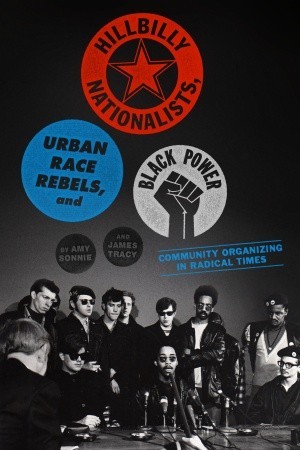 HILLBILLY
NATIONALISTS,
URBAN
RACE
REBELS,
and
BLACK POWER
BY AMY
SONNIE
AND
JAMES
TRACY
COMMUNITY ORGANIZING
IN RADICAL TIMES